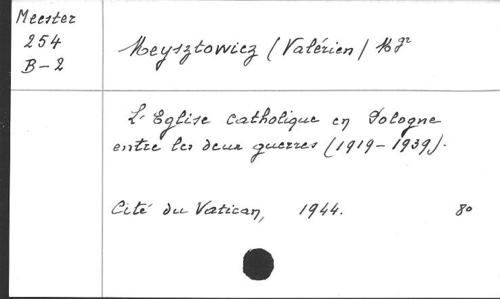 Meester
254
B-2
Meysztowicz (Valérien) Mgr
L'Eglise catholique en Pologne
entre les deux guerres (1919-1939).
Cité du Vatican, 1944. 8o